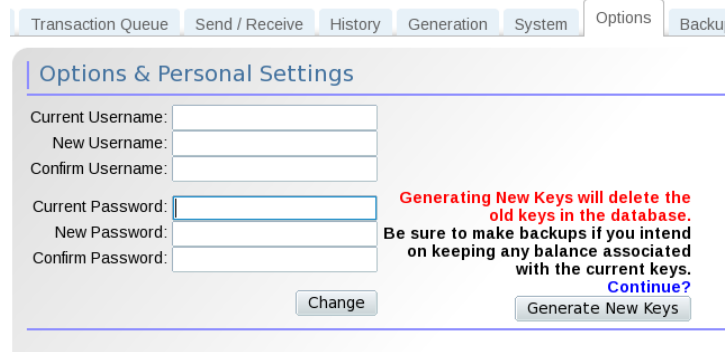 Transaction Queue Send / Receive History Generation System Options
Options & Personal Settings
Current Username:
New Username:
Confirm Username:
Current Password:
New Password:
Confirm Password:
Change
Generating New Keys will delete the
old keys in the database.
Be sure to make backups if you intend
on keeping any balance associated
with the current keys.
Continue?
Generate New Keys